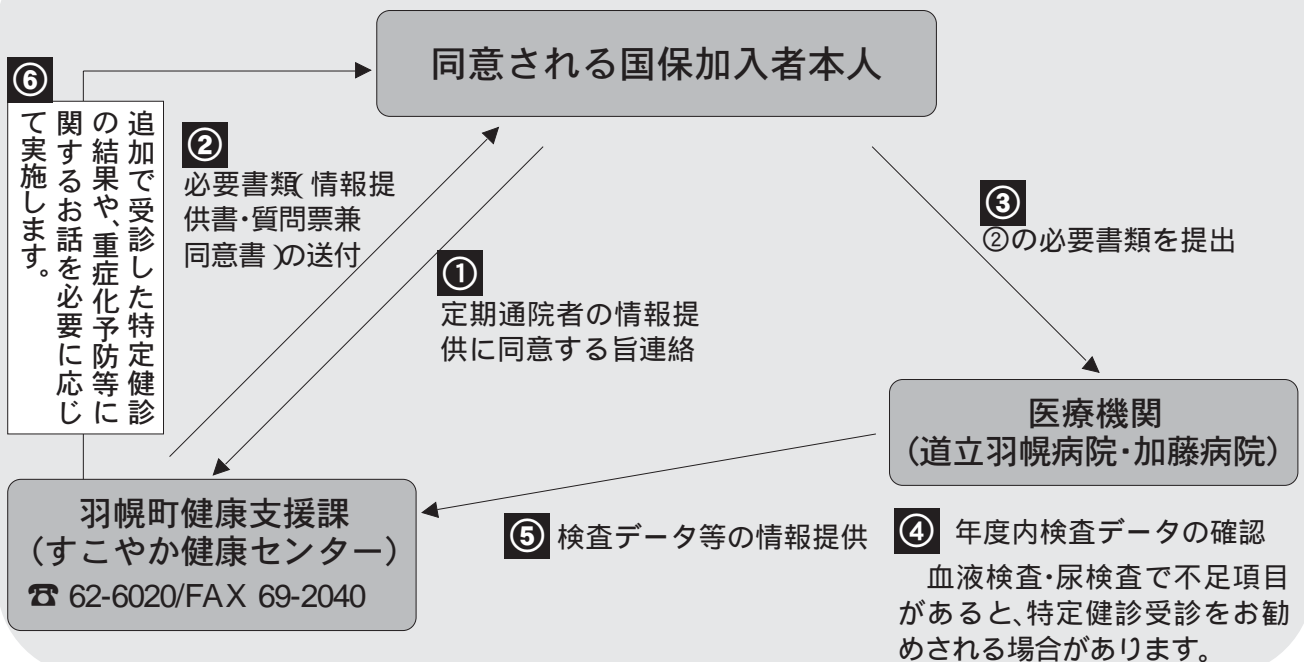 同意される国保加入者本人
⑥
追加で受診した特定健診
の結果や、重症化予防等に
関するお話を必要に応じ
て実施します。
②
必要書類(情報提
供書・質問票兼
同意書)の送付
①
定期通院者の情報提
供に同意する旨連絡
③
②の必要書類を提出
医療機関
(道立羽幌病院・加藤病院)
羽幌町健康支援課
(すこやか健康センター)
☎ 62-6020/FAX 69-2040
⑤ 検査データ等の情報提供
④ 年度内検査データの確認
血液検査・尿検査で不足項目
があると、特定健診受診をお勧
めされる場合があります。